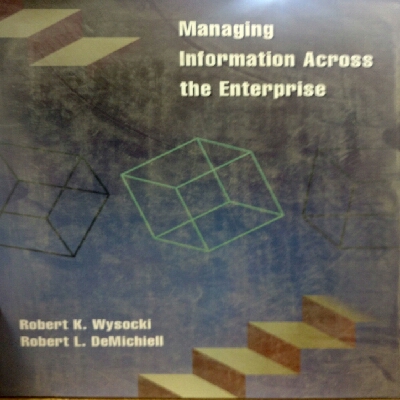 Managing
Information Across
the Enterprise
Robert K. Wysocki
Robert L. DeMichiell